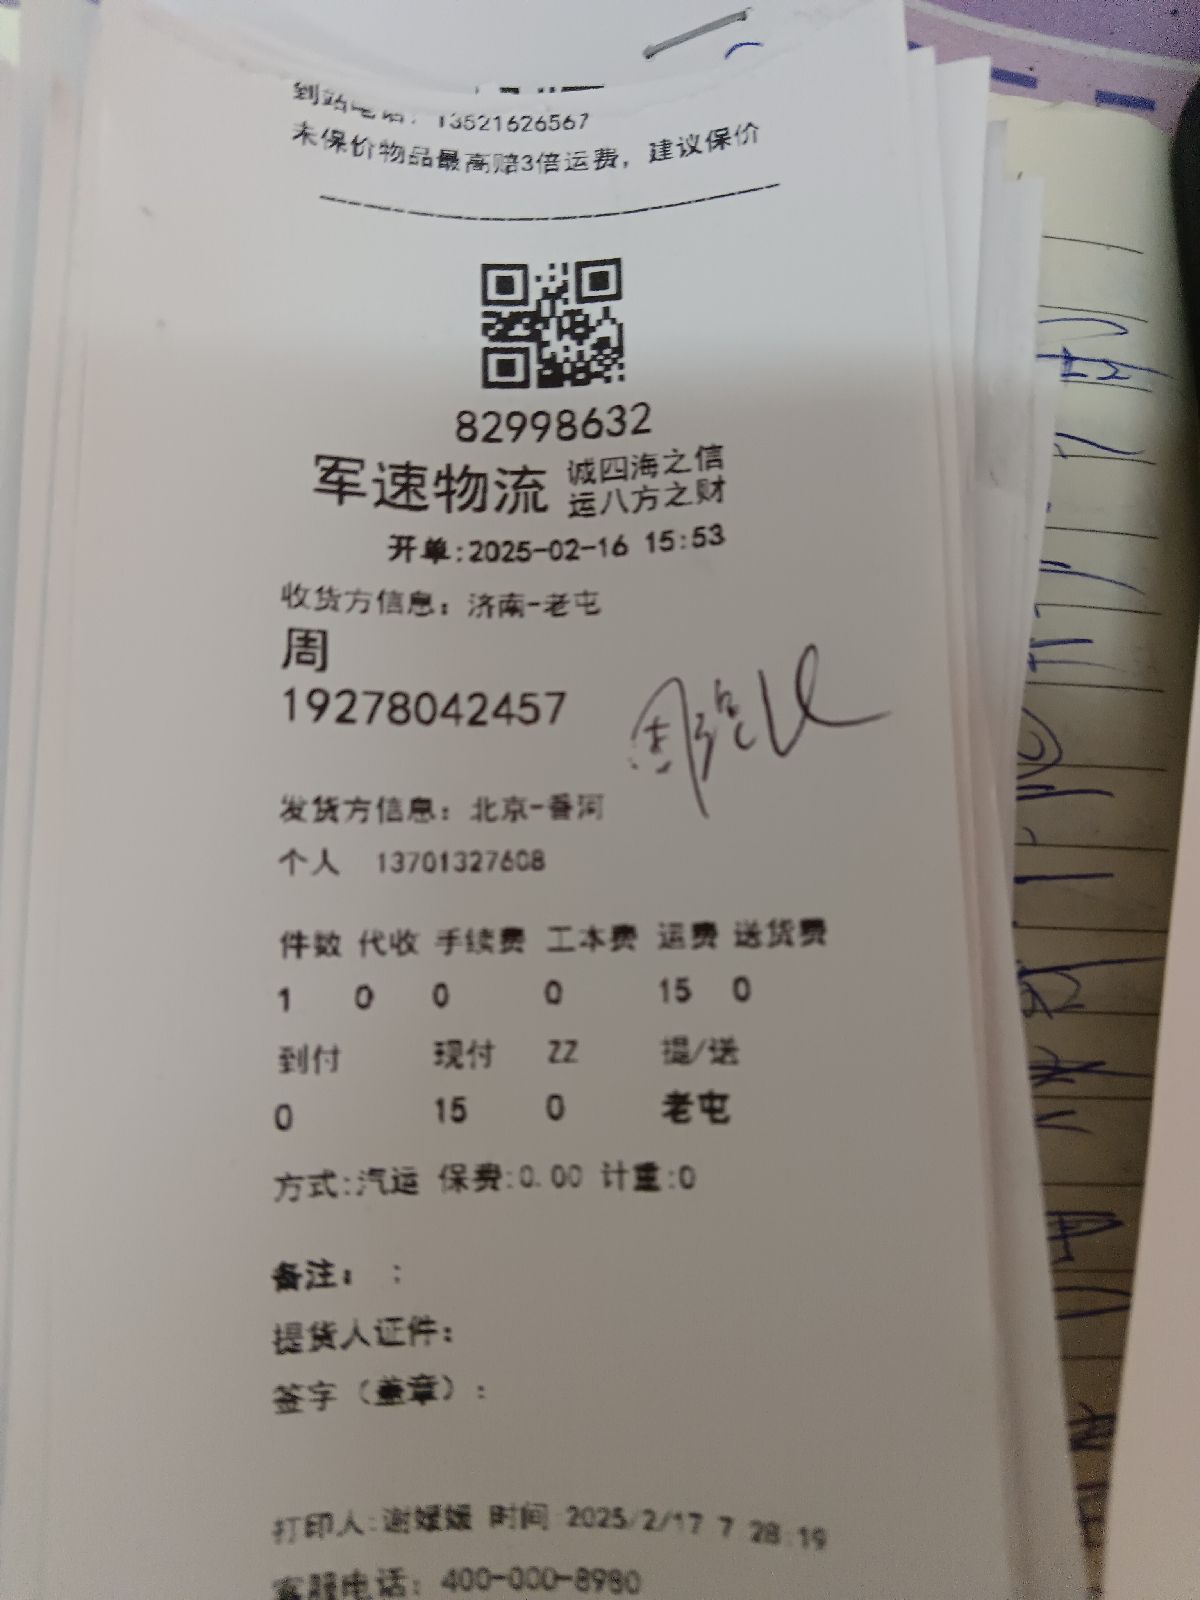 到站电话：13521626567
未保价物品最高赔3倍运费，建议保价
82998632
军速物流 诚四海之信
运八方之财
开单:2025-02-16 15:53
收货方信息：济南-老屯
周
19278042457
发货方信息：北京-香河
个人 13701327608
件数 代收 手续费 工本费 运费 送货费
1 0 0 0 15 0
到付 现付 ZZ 提/送
0 15 0 老屯
方式:汽运 保费:0.00 计重:0
备注： :
提货人证件：
签字（盖章）：
打印人:谢媛媛 时间 2025/2/17 7 28:19
客服电话：400-000-8980